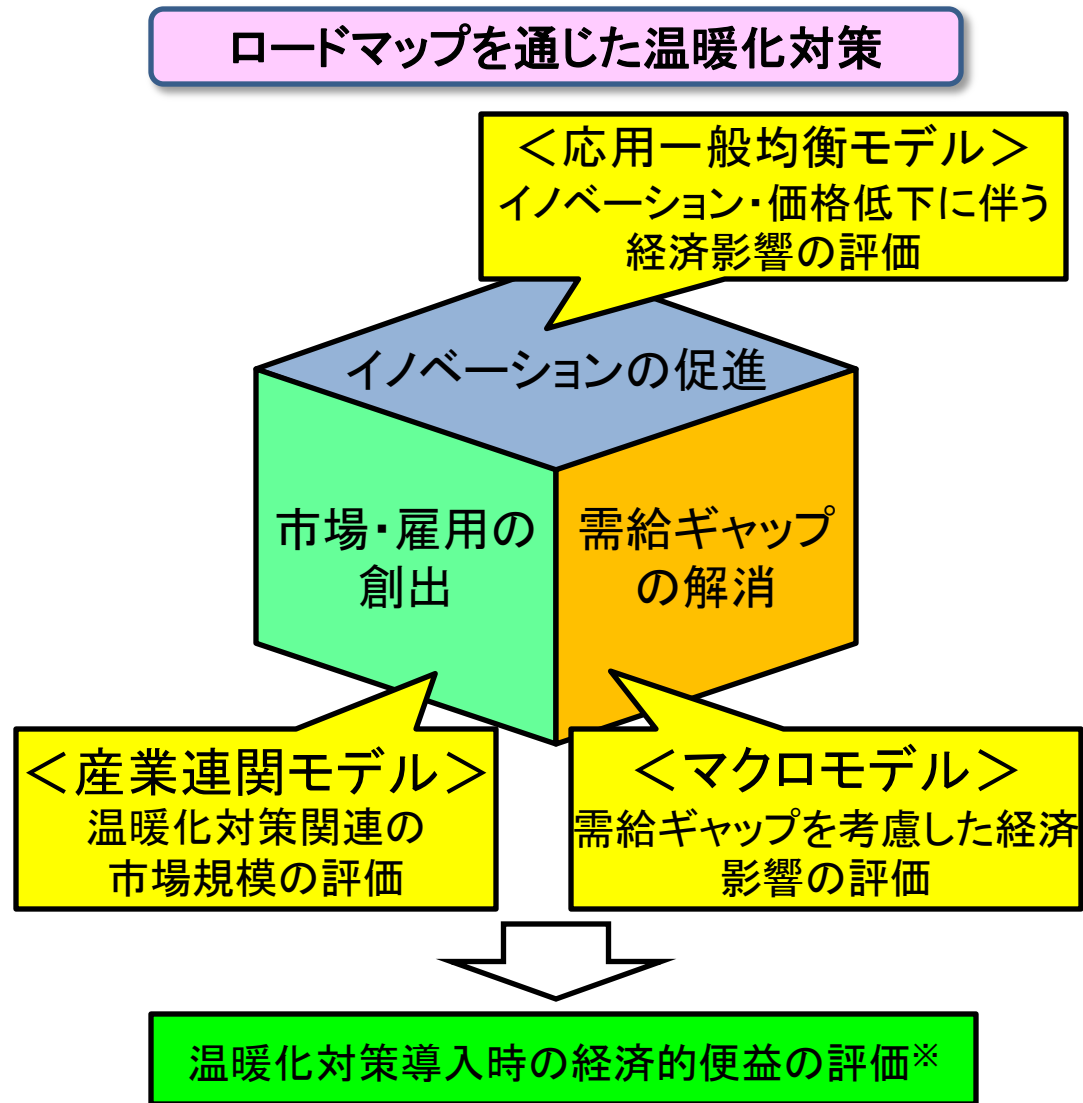 ロードマップを通じた温暖化対策
＜応用一般均衡モデル＞
イノベーション・価格低下に伴う
経済影響の評価
イノベーションの促進
市場・雇用の
創出
需給ギャップ
の解消
＜産業連関モデル＞
温暖化対策関連の
市場規模の評価
＜マクロモデル＞
需給ギャップを考慮した経済
影響の評価
温暖化対策導入時の経済的便益の評価※